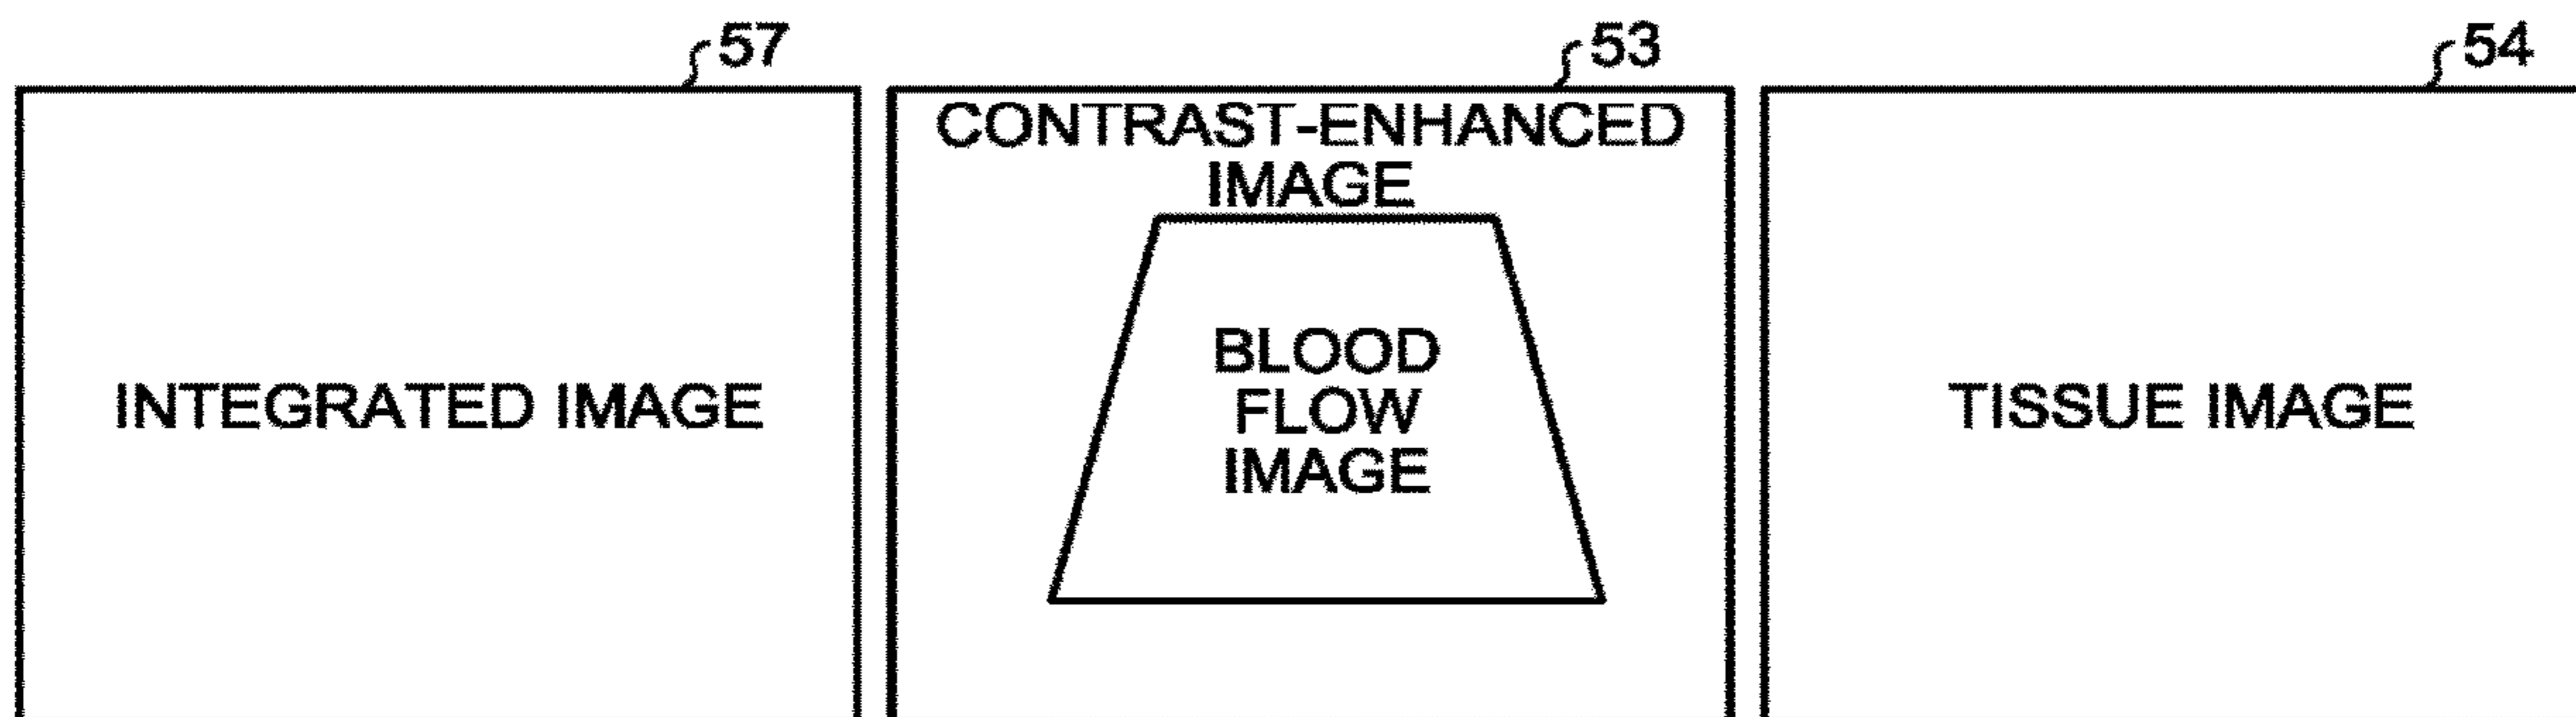 57
53
54
CONTRAST-ENHANCED
IMAGE
BLOOD
FLOW
IMAGE
INTEGRATED IMAGE
TISSUE IMAGE